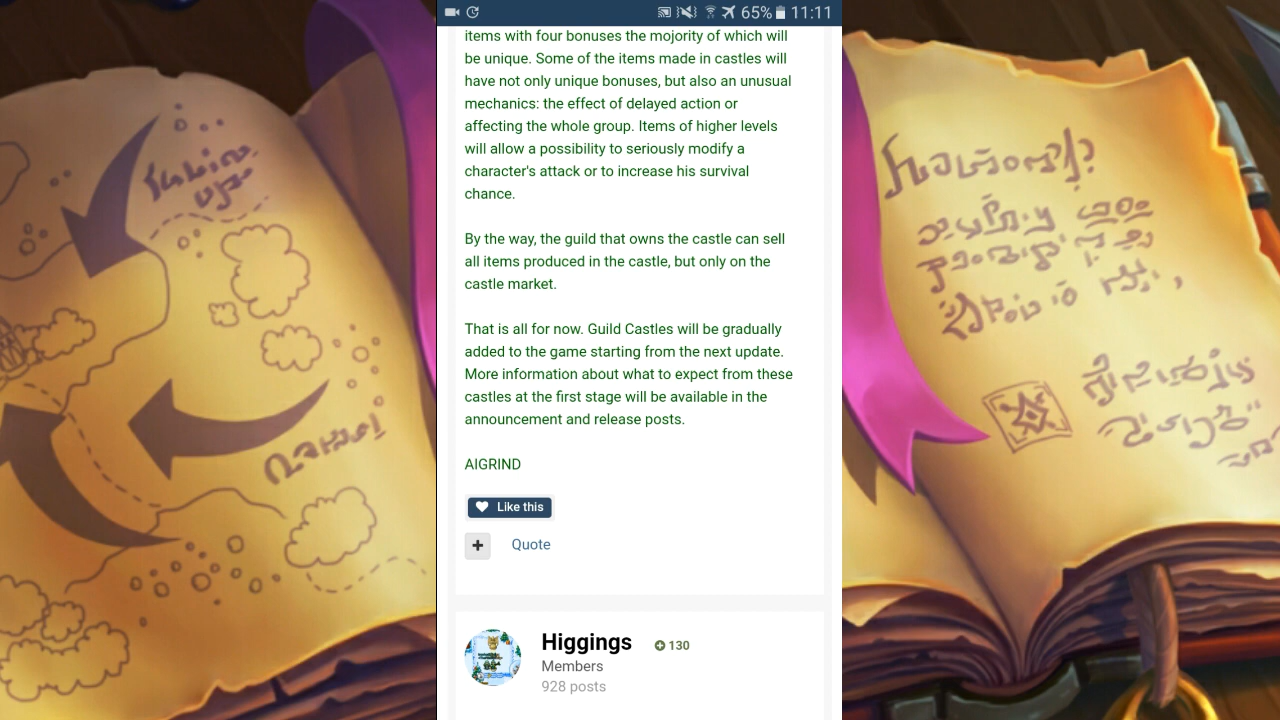 65% 11:11
items with four bonuses the majority of which will
be unique. Some of the items made in castles will
have not only unique bonuses, but also an unusual
mechanics: the effect of delayed action or
affecting the whole group. Items of higher levels
will allow a possibility to seriously modify a
character's attack or to increase his survival
chance.
By the way, the guild that owns the castle can sell
all items produced in the castle, but only on the
castle market.
That is all for now. Guild Castles will be gradually
added to the game starting from the next update.
More information about what to expect from these
castles at the first stage will be available in the
announcement and release posts.
AIGRIND
Like this
+ Quote
Higgings 130
Members
928 posts